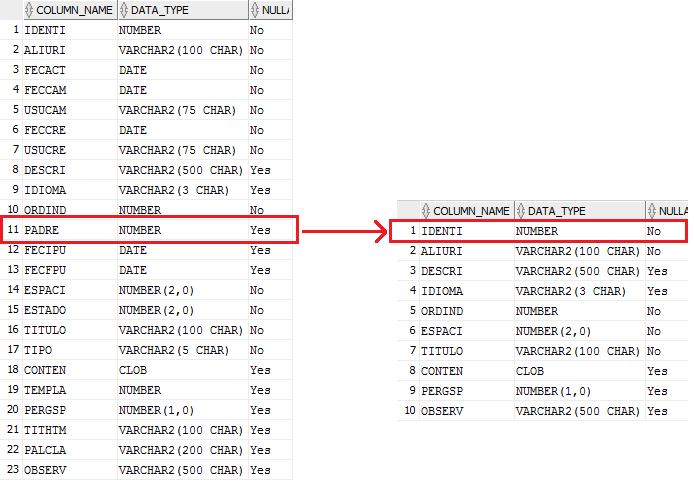 COLUMN_NAME DATA_TYPE NULLA
1 IDENTI NUMBER No
2 ALIURI VARCHAR2(100 CHAR) No
3 FECACT DATE No
4 FECCAM DATE No
5 USUCAM VARCHAR2(75 CHAR) No
6 FECCRE DATE No
7 USUCRE VARCHAR2(75 CHAR) No
8 DESCRI VARCHAR2(500 CHAR) Yes
9 IDIOMA VARCHAR2(3 CHAR) Yes
10 ORDIND NUMBER No
11 PADRE NUMBER Yes
12 FECIPU DATE Yes
13 FECFPU DATE Yes
14 ESPACI NUMBER(2,0) No
15 ESTADO NUMBER(2,0) No
16 TITULO VARCHAR2(100 CHAR) No
17 TIPO VARCHAR2(5 CHAR) No
18 CONTEN CLOB Yes
19 TEMPLA NUMBER Yes
20 PERGSP NUMBER(1,0) Yes
21 TITHTM VARCHAR2(100 CHAR) Yes
22 PALCLA VARCHAR2(200 CHAR) Yes
23 OBSERV VARCHAR2(500 CHAR) Yes
COLUMN_NAME DATA_TYPE NULLA
1 IDENTI NUMBER No
2 ALIURI VARCHAR2(100 CHAR) No
3 DESCRI VARCHAR2(500 CHAR) Yes
4 IDIOMA VARCHAR2(3 CHAR) Yes
5 ORDIND NUMBER No
6 ESPACI NUMBER(2,0) No
7 TITULO VARCHAR2(100 CHAR) No
8 CONTEN CLOB Yes
9 PERGSP NUMBER(1,0) Yes
10 OBSERV VARCHAR2(500 CHAR) Yes